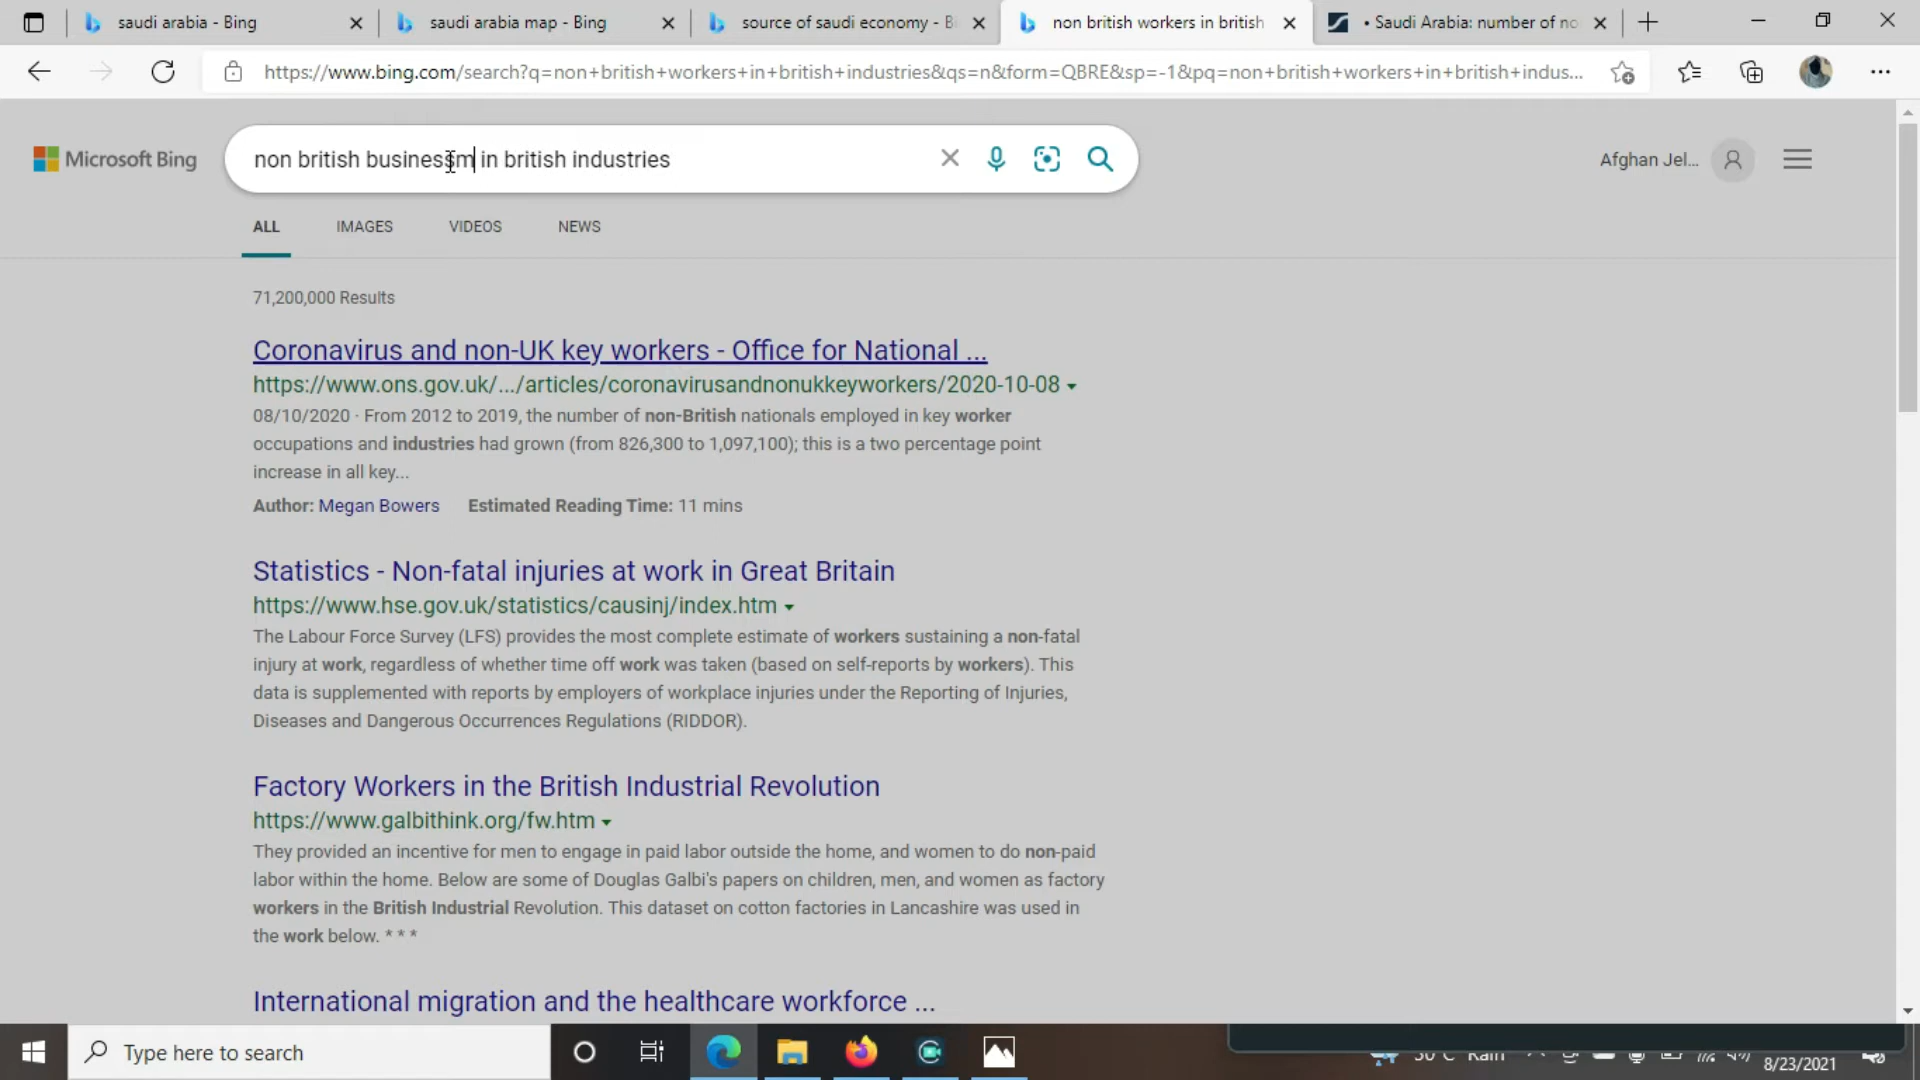 saudi arabia - Bing
saudi arabia map - Bing
source of saudi economy - B
non british workers in british
• Saudi Arabia: number of no
https://www.bing.com/search?q=non+british+workers+in+british+industries&qs=n&form=QBRE&sp=-1&pq=non+british+workers+in+british+indus...
Microsoft Bing
non british businessm in british industries
Afghan Jel...
ALL IMAGES VIDEOS NEWS
71,200,000 Results
Coronavirus and non-UK key workers - Office for National ...
https://www.ons.gov.uk/.../articles/coronavirusandnonukkeyworkers/2020-10-08
08/10/2020 · From 2012 to 2019, the number of non-British nationals employed in key worker
occupations and industries had grown (from 826,300 to 1,097,100); this is a two percentage point
increase in all key...
Author: Megan Bowers Estimated Reading Time: 11 mins
Statistics - Non-fatal injuries at work in Great Britain
https://www.hse.gov.uk/statistics/causinj/index.htm
The Labour Force Survey (LFS) provides the most complete estimate of workers sustaining a non-fatal
injury at work, regardless of whether time off work was taken (based on self-reports by workers). This
data is supplemented with reports by employers of workplace injuries under the Reporting of Injuries,
Diseases and Dangerous Occurrences Regulations (RIDDOR).
Factory Workers in the British Industrial Revolution
https://www.galbithink.org/fw.htm
They provided an incentive for men to engage in paid labor outside the home, and women to do non-paid
labor within the home. Below are some of Douglas Galbi's papers on children, men, and women as factory
workers in the British Industrial Revolution. This dataset on cotton factories in Lancashire was used in
the work below. * * *
International migration and the healthcare workforce ...
Type here to search
30°C Rain
8/23/2021